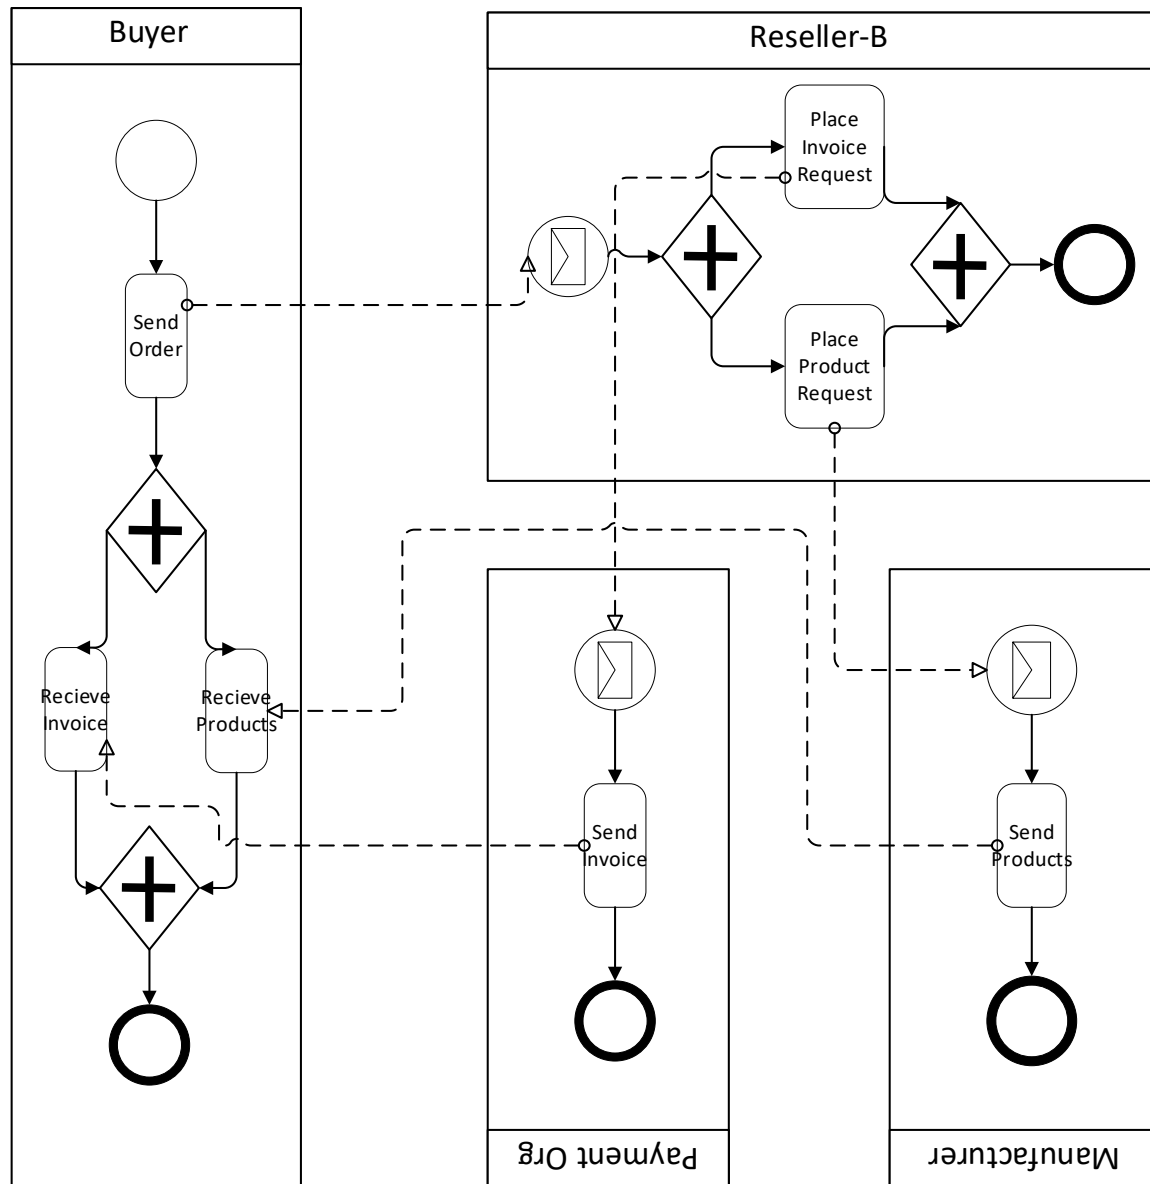 Buyer
Reseller-B
Place
Invoice
Request
Send
Order
Place
Product
Request
Recieve
Invoice
Recieve
Products
Send
Invoice
Send
Products
Payment Org
Manufacturer